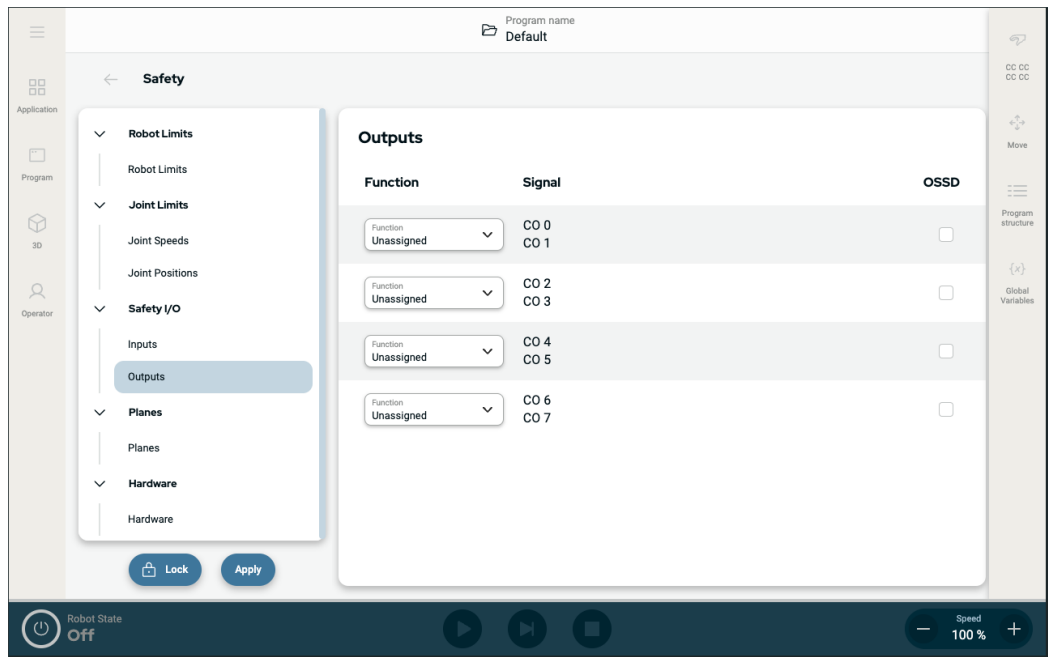 Program name
Default
Application
Program
3D
Operator
Safety
Robot Limits
Robot Limits
Joint Limits
Joint Speeds
Joint Positions
Safety I/O
Inputs
Outputs
Planes
Planes
Hardware
Hardware
Lock
Apply
Outputs
Function
Signal
OSSD
Function
Unassigned
CO 0
CO 1
Function
Unassigned
CO 2
CO 3
Function
Unassigned
CO 4
CO 5
Function
Unassigned
CO 6
CO 7
CC CC
CC CC
Move
Program
structure
{x}
Global
Variables
Robot State
Off
Speed
100 %